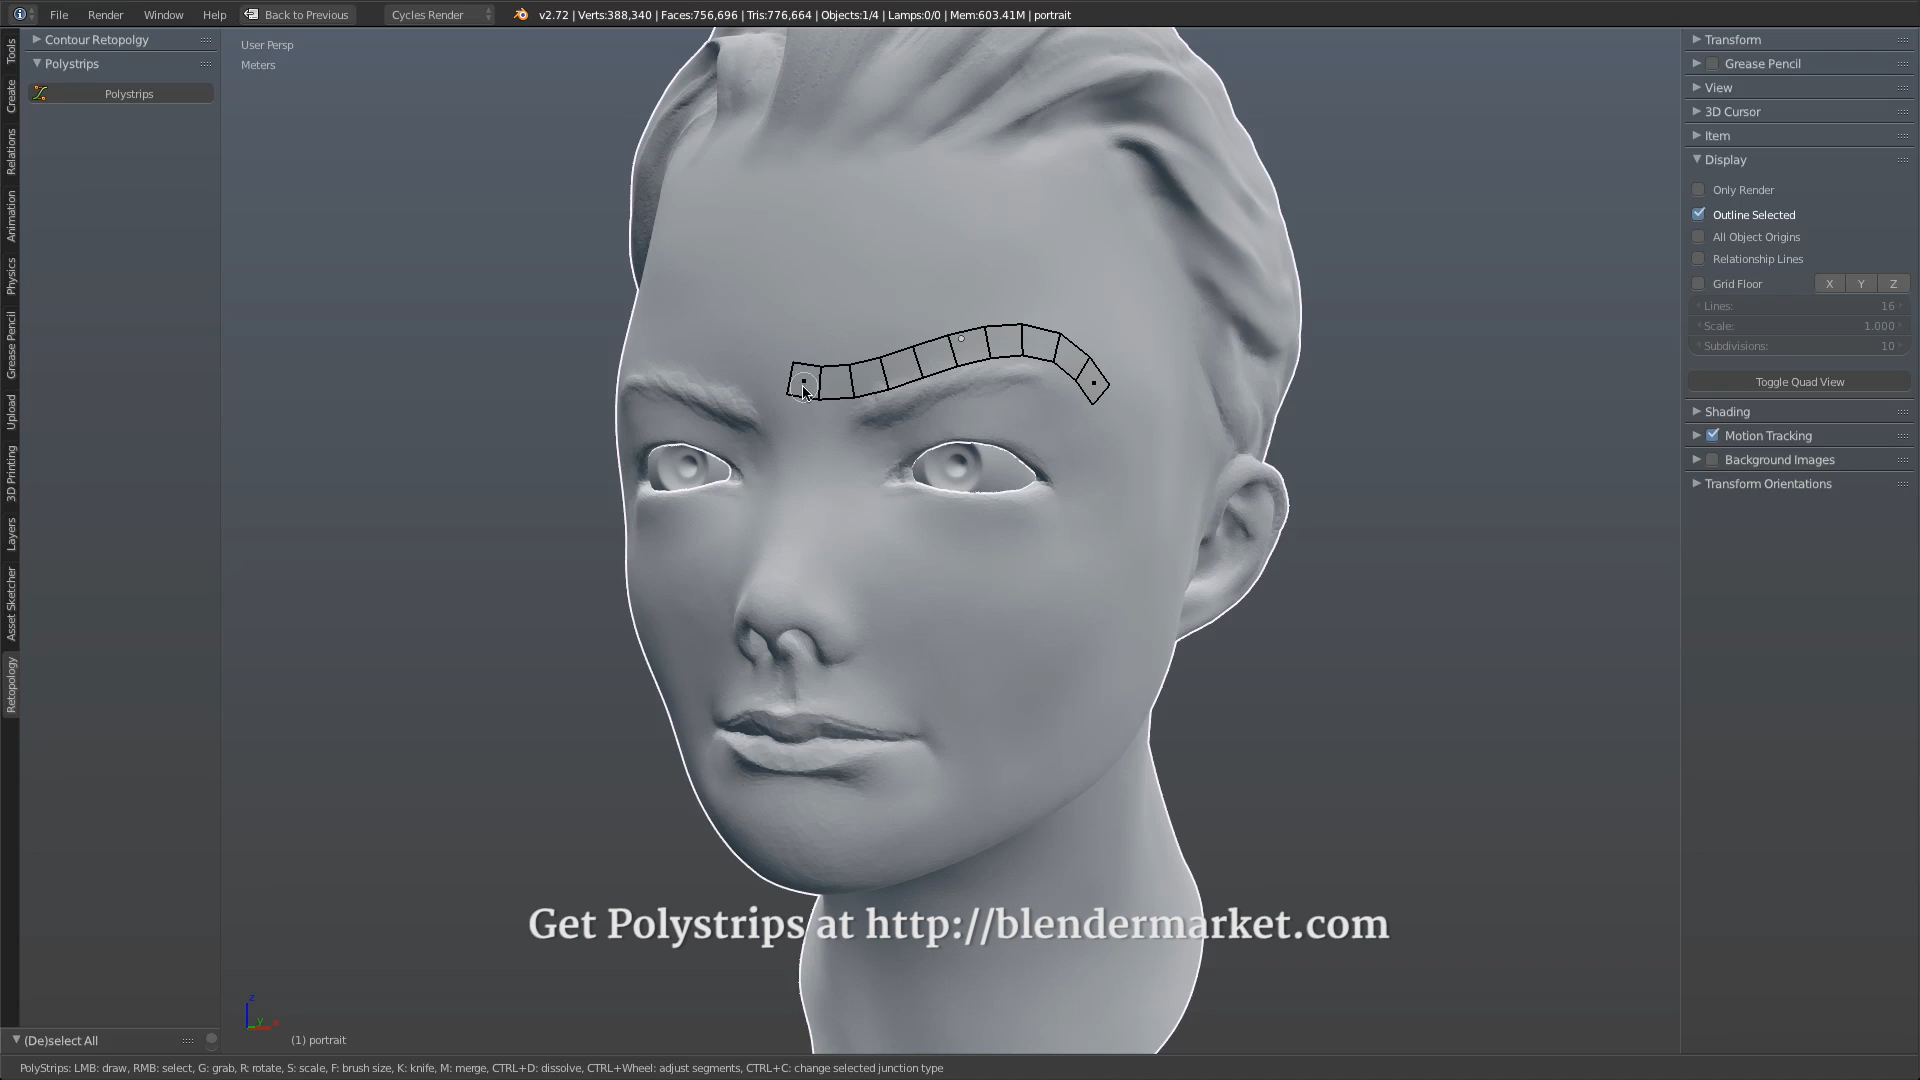 File Render Window Help Back to Previous Cycles Render v2.72 | Verts:388,340 | Faces:756,696 | Tris:776,664 | Objects:1/4 | Lamps:0/0 | Mem:603.41M | portrait
Tools
Create
Relations
Animation
Physics
Grease Pencil
Upload
3D Printing
Layers
Asset Sketcher
Retopology
Contour Retopolgy
Polystrips
Polystrips
(De)select All
User Persp
Meters
Get Polystrips at http://blendermarket.com
z
y
x
(1) portrait
Transform
Grease Pencil
View
3D Cursor
Item
Display
Only Render
Outline Selected
All Object Origins
Relationship Lines
Grid Floor X Y Z
Lines: 16
Scale: 1.000
Subdivisions: 10
Toggle Quad View
Shading
Motion Tracking
Background Images
Transform Orientations
PolyStrips: LMB: draw, RMB: select, G: grab, R: rotate, S: scale, F: brush size, K: knife, M: merge, CTRL+D: dissolve, CTRL+Wheel: adjust segments, CTRL+C: change selected junction type